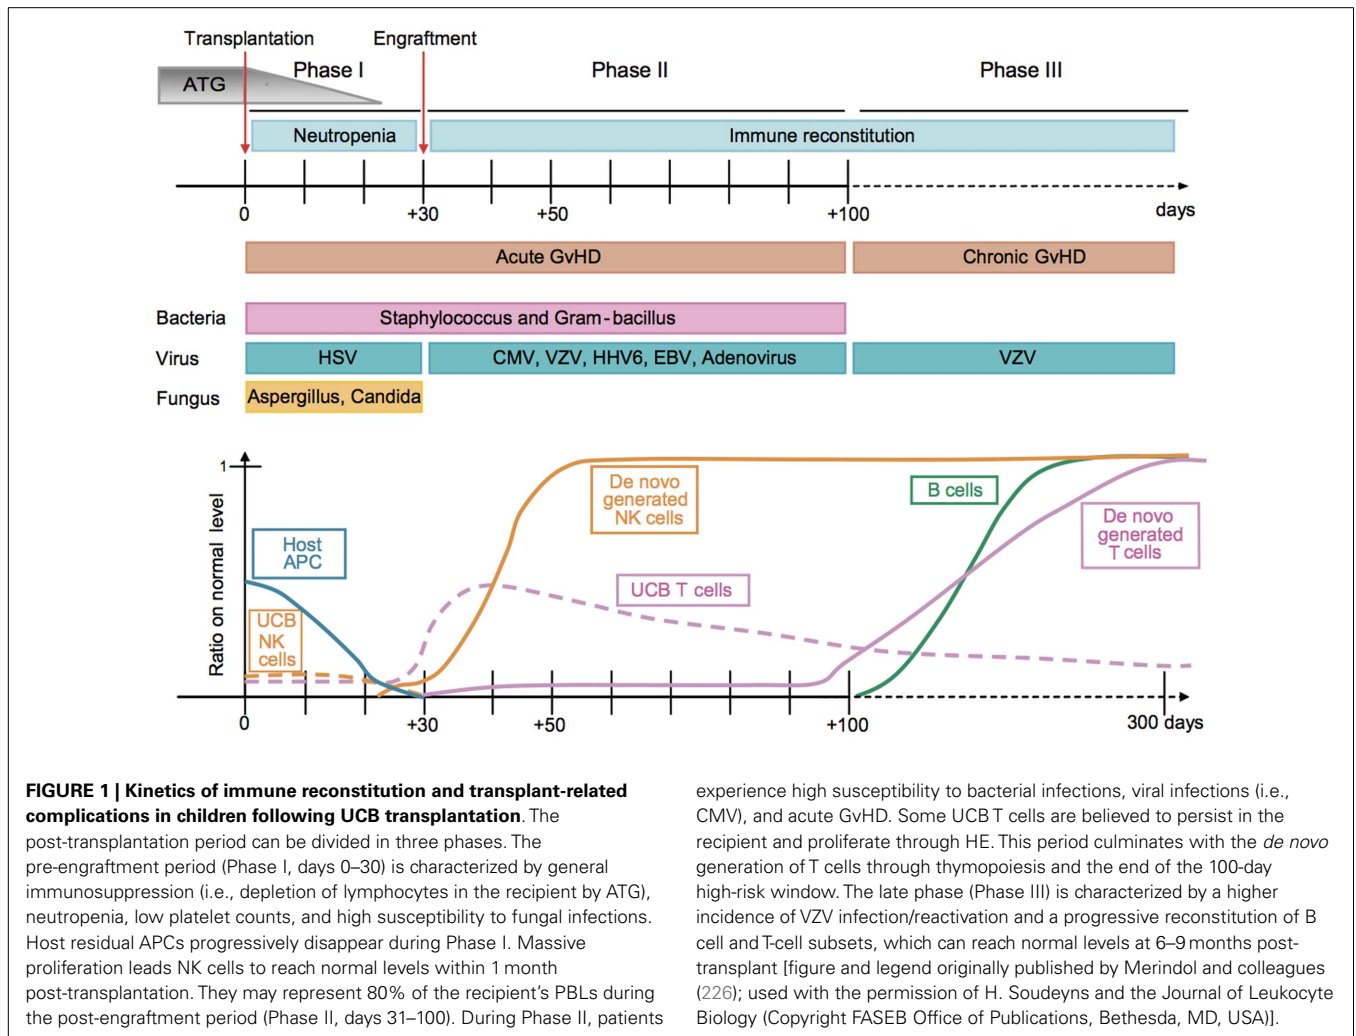 Transplantation
Engraftment
ATG
Phase I
Phase II
Phase III
Neutropenia
Immune reconstitution
0
+30
+50
+100
days
Acute GvHD
Chronic GvHD
Bacteria
Staphylococcus and Gram-bacillus
Virus
HSV
CMV, VZV, HHV6, EBV, Adenovirus
VZV
Fungus
Aspergillus, Candida
Ratio on normal level
1
Host
APC
UCB
NK
cells
De novo
generated
NK cells
UCB T cells
B cells
De novo
generated
T cells
0
+30
+50
+100
300 days
FIGURE 1 | Kinetics of immune reconstitution and transplant-related
complications in children following UCB transplantation. The
post-transplantation period can be divided in three phases. The
pre-engraftment period (Phase I, days 0–30) is characterized by general
immunosuppression (i.e., depletion of lymphocytes in the recipient by ATG),
neutropenia, low platelet counts, and high susceptibility to fungal infections.
Host residual APCs progressively disappear during Phase I. Massive
proliferation leads NK cells to reach normal levels within 1 month
post-transplantation. They may represent 80% of the recipient's PBLs during
the post-engraftment period (Phase II, days 31–100). During Phase II, patients
experience high susceptibility to bacterial infections, viral infections (i.e.,
CMV), and acute GvHD. Some UCB T cells are believed to persist in the
recipient and proliferate through HE. This period culminates with the de novo
generation of T cells through thymopoiesis and the end of the 100-day
high-risk window. The late phase (Phase III) is characterized by a higher
incidence of VZV infection/reactivation and a progressive reconstitution of B
cell and T-cell subsets, which can reach normal levels at 6–9 months post-
transplant [figure and legend originally published by Merindol and colleagues
(226); used with the permission of H. Soudeyns and the Journal of Leukocyte
Biology (Copyright FASEB Office of Publications, Bethesda, MD, USA)].